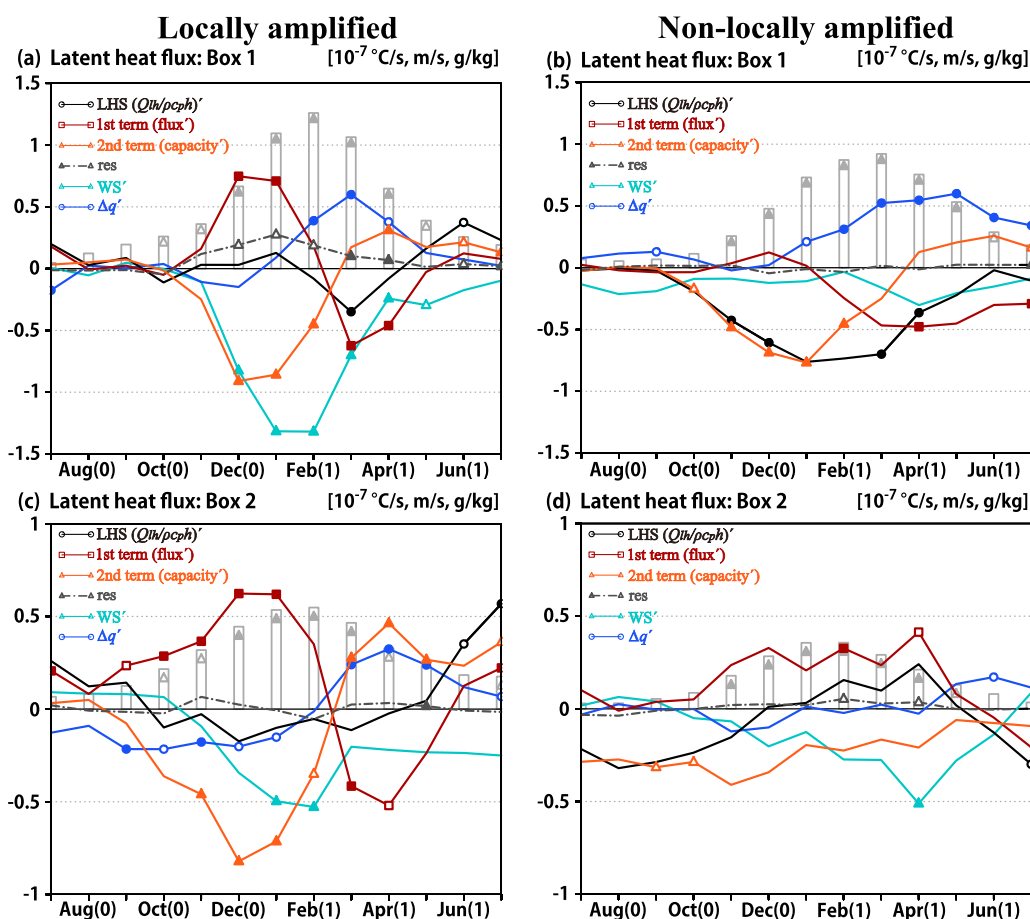 Locally amplified
Non-locally amplified
(a) Latent heat flux: Box 1 [10-7 °C/s, m/s, g/kg]
1.5
1
0.5
0
-0.5
-1
-1.5
LHS (Qlh/ρcph)´
1st term (flux´)
2nd term (capacity´)
res
WS´
Δq´
Aug(0) Oct(0) Dec(0) Feb(1) Apr(1) Jun(1)
(b) Latent heat flux: Box 1 [10-7 °C/s, m/s, g/kg]
1.5
1
0.5
0
-0.5
-1
-1.5
LHS (Qlh/ρcph)´
1st term (flux´)
2nd term (capacity´)
res
WS´
Δq´
Aug(0) Oct(0) Dec(0) Feb(1) Apr(1) Jun(1)
(c) Latent heat flux: Box 2 [10-7 °C/s, m/s, g/kg]
1
0.5
0
-0.5
-1
LHS (Qlh/ρcph)´
1st term (flux´)
2nd term (capacity´)
res
WS´
Δq´
Aug(0) Oct(0) Dec(0) Feb(1) Apr(1) Jun(1)
(d) Latent heat flux: Box 2 [10-7 °C/s, m/s, g/kg]
1
0.5
0
-0.5
-1
LHS (Qlh/ρcph)´
1st term (flux´)
2nd term (capacity´)
res
WS´
Δq´
Aug(0) Oct(0) Dec(0) Feb(1) Apr(1) Jun(1)